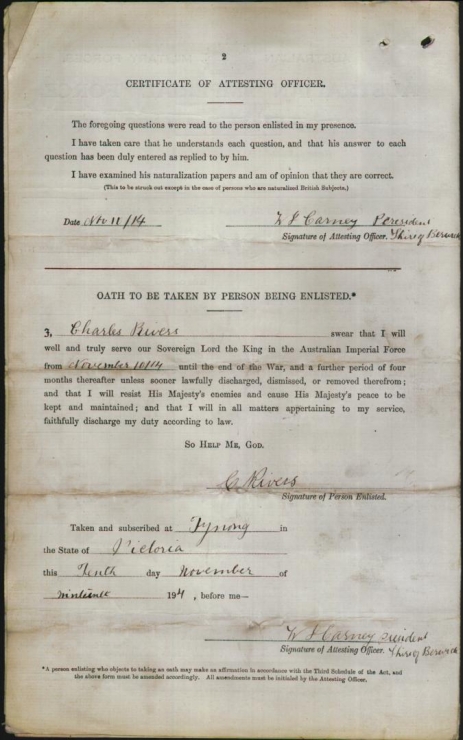 2
CERTIFICATE OF ATTESTING OFFICER.
The foregoing questions were read to the person enlisted in my presence.
I have taken care that he understands each question, and that his answer to each
question has been duly entered as replied to by him.
I have examined his naturalization papers and am of opinion that they are correct.
(This to be struck out except in the case of persons who are naturalized British Subjects.)
Date Nov 11/14 W J Carney President
Signature of Attesting Officer. Shire of Berwick
OATH TO BE TAKEN BY PERSON BEING ENLISTED.*
I, Charles Rivers swear that I will
well and truly serve our Sovereign Lord the King in the Australian Imperial Force
from November 10/14 until the end of the War, and a further period of four
months thereafter unless sooner lawfully discharged, dismissed, or removed therefrom;
and that I will resist His Majesty's enemies and cause His Majesty's peace to be
kept and maintained; and that I will in all matters appertaining to my service,
faithfully discharge my duty according to law.
SO HELP ME, GOD.
C Rivers
Signature of Person Enlisted.
Taken and subscribed at Tynong in
the State of Victoria
this Tenth day November of
1914, before me—
W J Carney President
Signature of Attesting Officer. Shire of Berwick
*A person enlisting who objects to taking an oath may make an affirmation in accordance with the Third Schedule of the Act, and
the above form must be amended accordingly. All amendments must be initialed by the Attesting Officer.